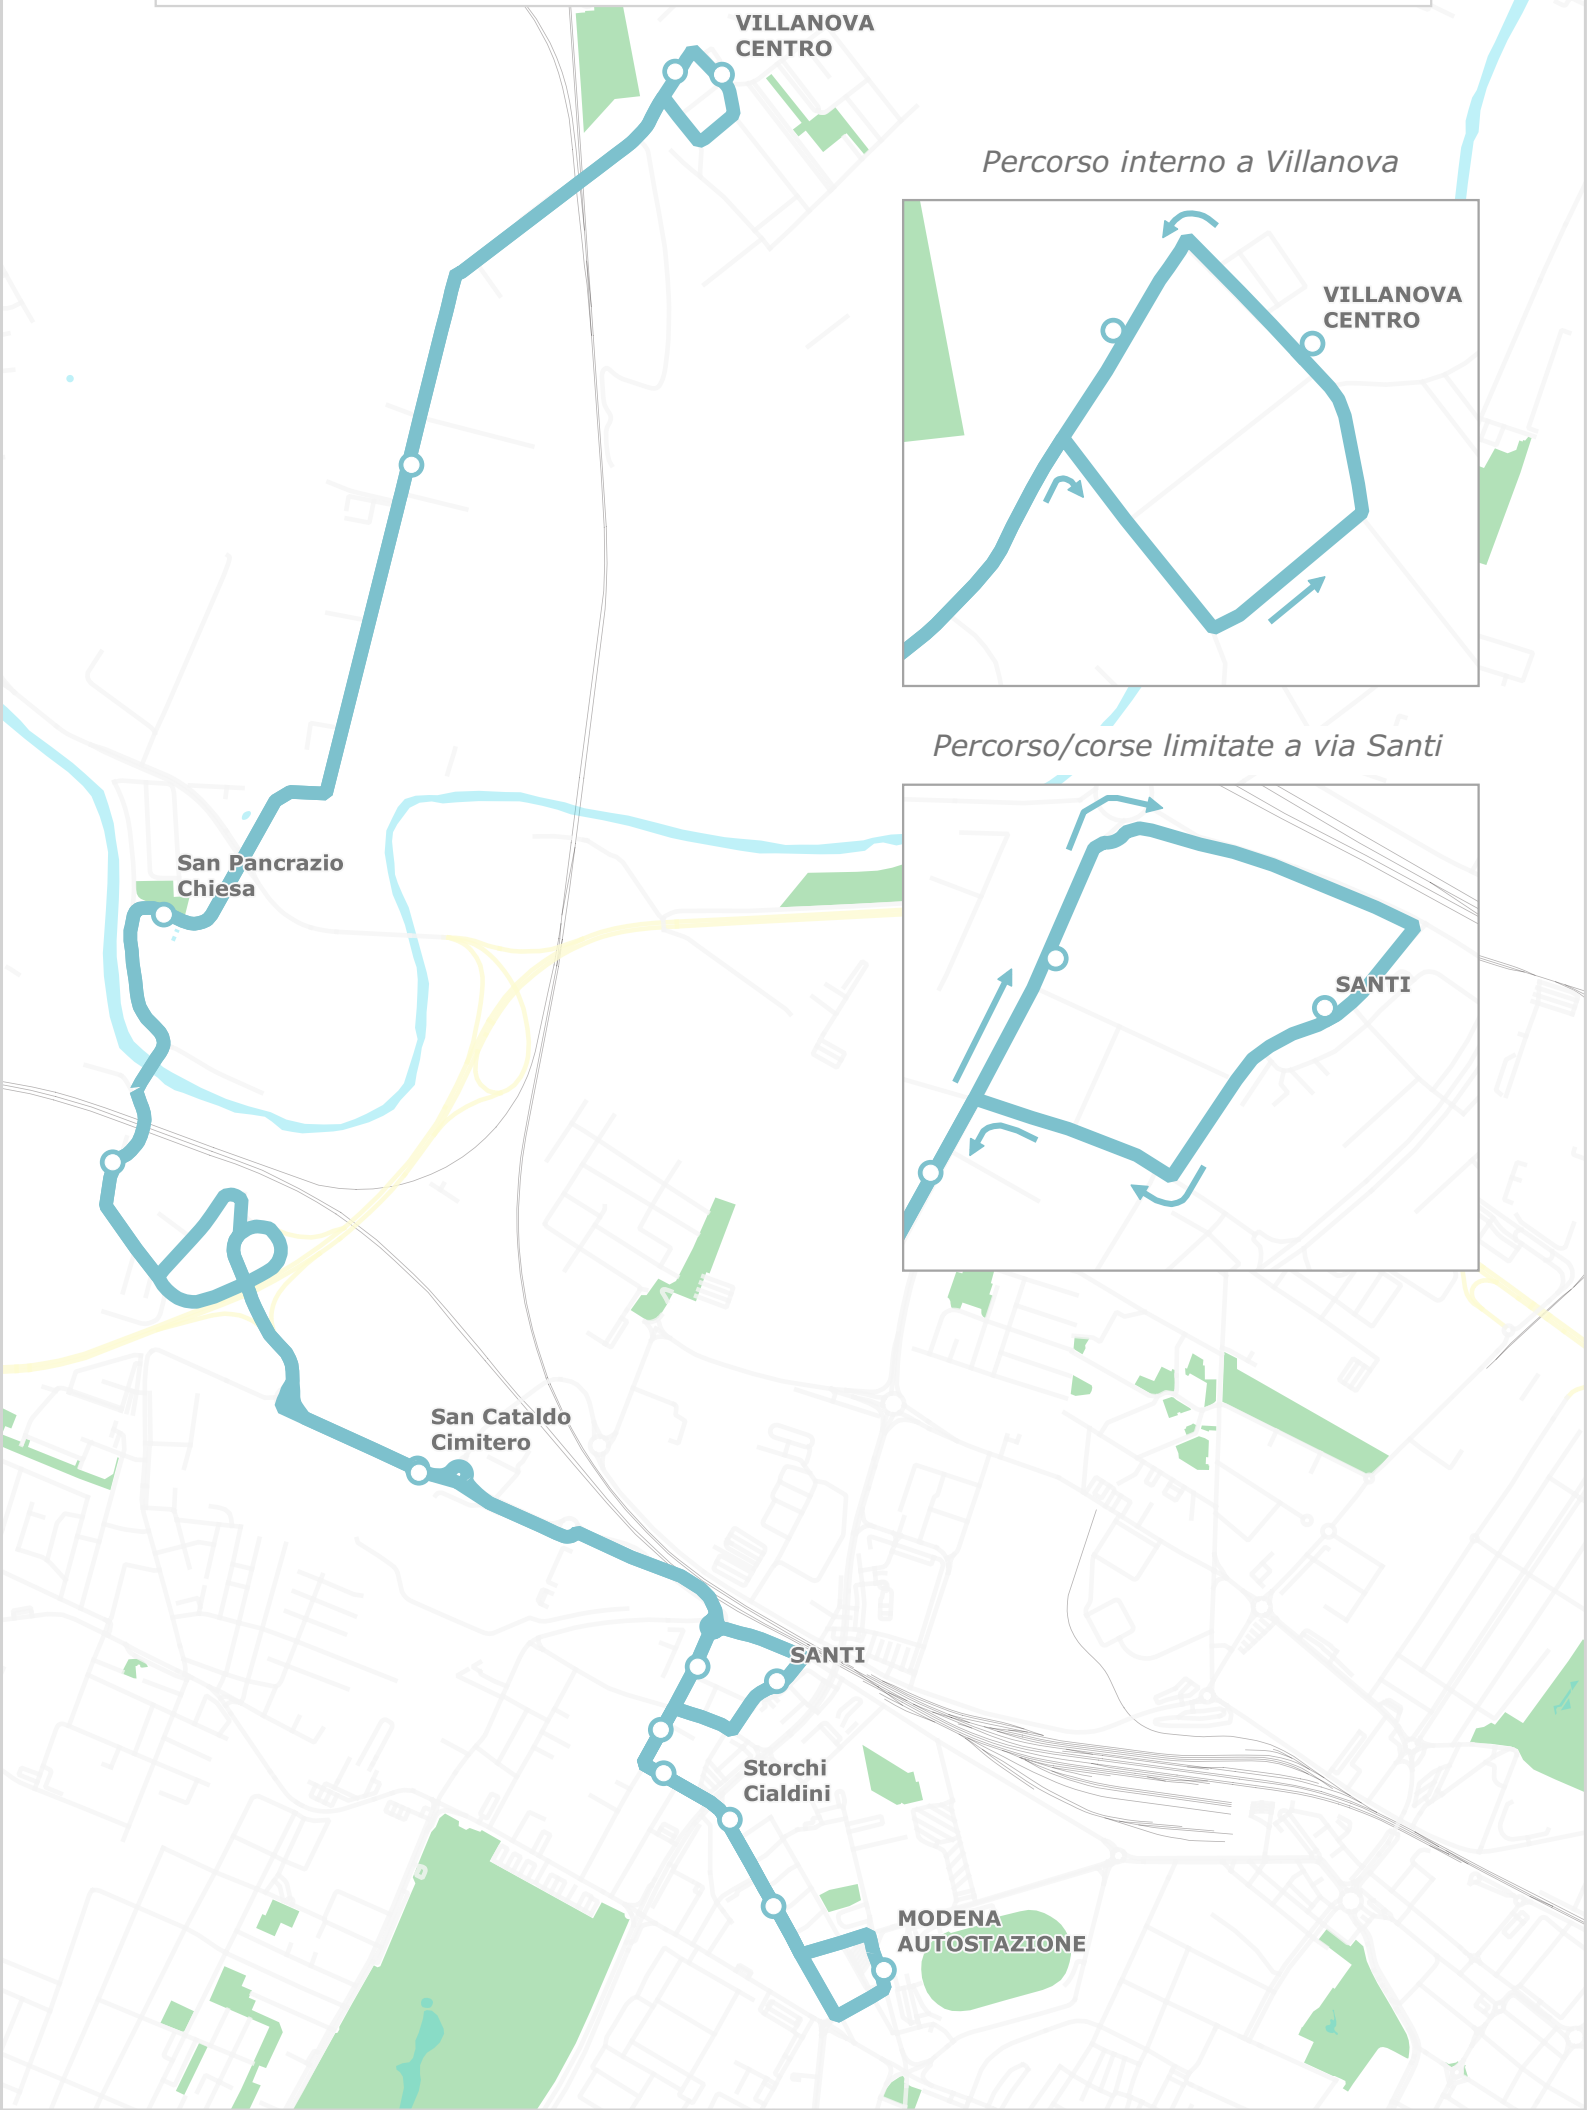 VILLANOVA
CENTRO
Percorso interno a Villanova
VILLANOVA
CENTRO
Percorso/corse limitate a via Santi
San Pancrazio
Chiesa
SANTI
San Cataldo
Cimitero
SANTI
Storchi
Cialdini
MODENA
AUTOSTAZIONE